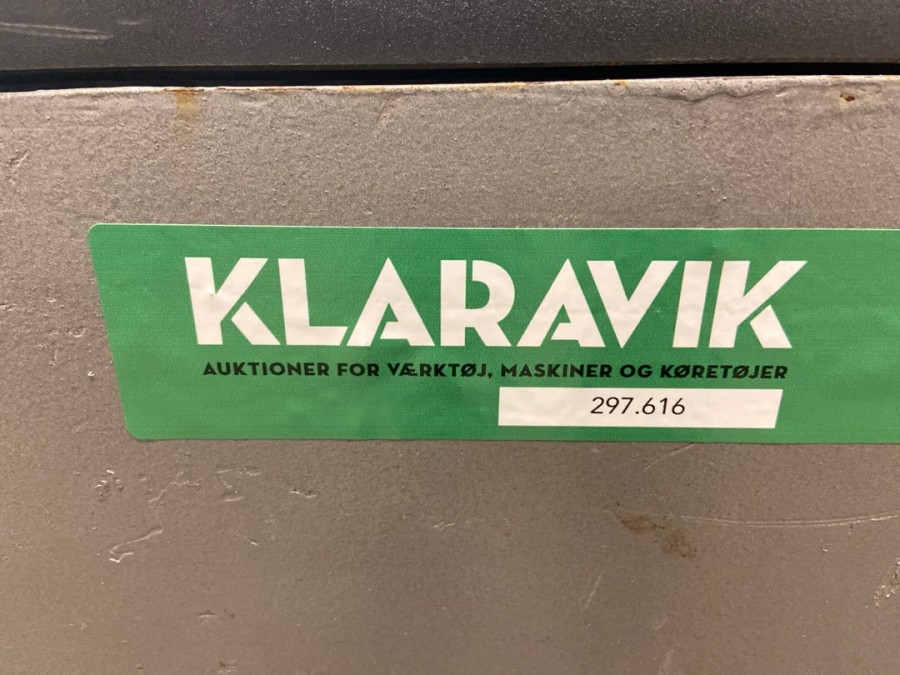 KLARAVIK
AUKTIONER FOR VÆRKTØJ, MASKINER OG KØRETØJER
297.616